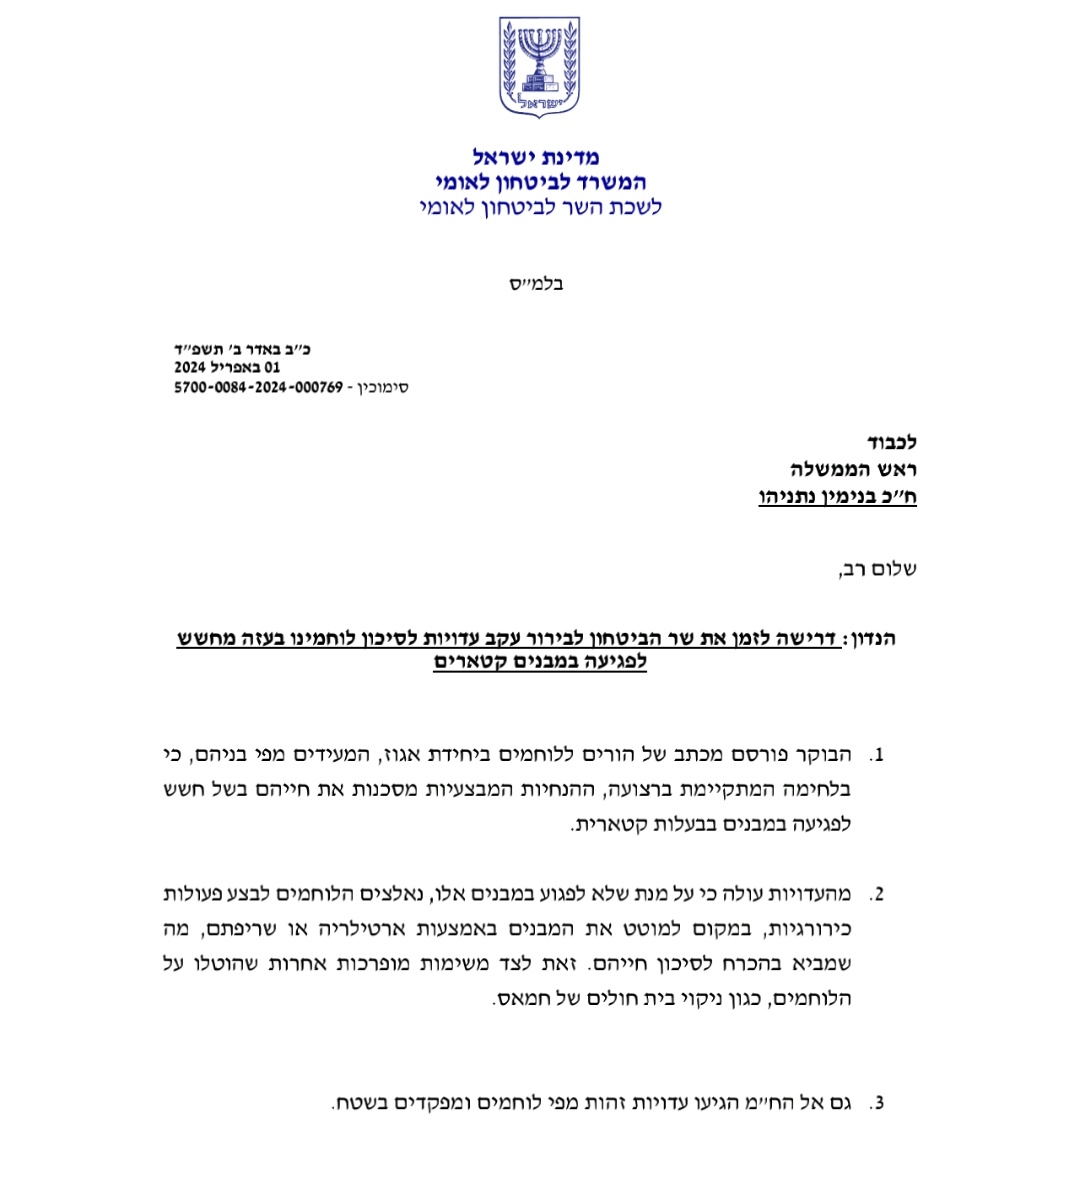 ישראל
מדינת ישראל
המשרד לביטחון לאומי
לשכת השר לביטחון לאומי
בלמ״ס
כ״ב באדר ב׳ תשפ״ד
01 באפריל 2024
סימוכין - 5700-0084-2024-000769
לכבוד
ראש הממשלה
ח״כ בנימין נתניהו
שלום רב,
הנדון: דרישה לזמן את שר הביטחון לבירור עקב עדויות לסיכון לוחמינו בעזה מחשש
לפגיעה במבנים קטארים
1. הבוקר פורסם מכתב של הורים ללוחמים ביחידת אגוז, המעידים מפי בניהם, כי
בלחימה המתקיימת ברצועה, ההנחיות המבצעיות מסכנות את חייהם בשל חשש
לפגיעה במבנים בבעלות קטארית.
2. מהעדויות עולה כי על מנת שלא לפגוע במבנים אלו, נאלצים הלוחמים לבצע פעולות
כירורגיות, במקום למוטט את המבנים באמצעות ארטילריה או שריפתם, מה
שמביא בהכרח לסיכון חייהם. זאת לצד משימות מופרכות אחרות שהוטלו על
הלוחמים, כגון ניקוי בית חולים של חמאס.
3. גם אל הח״מ הגיעו עדויות זהות מפי לוחמים ומפקדים בשטח.